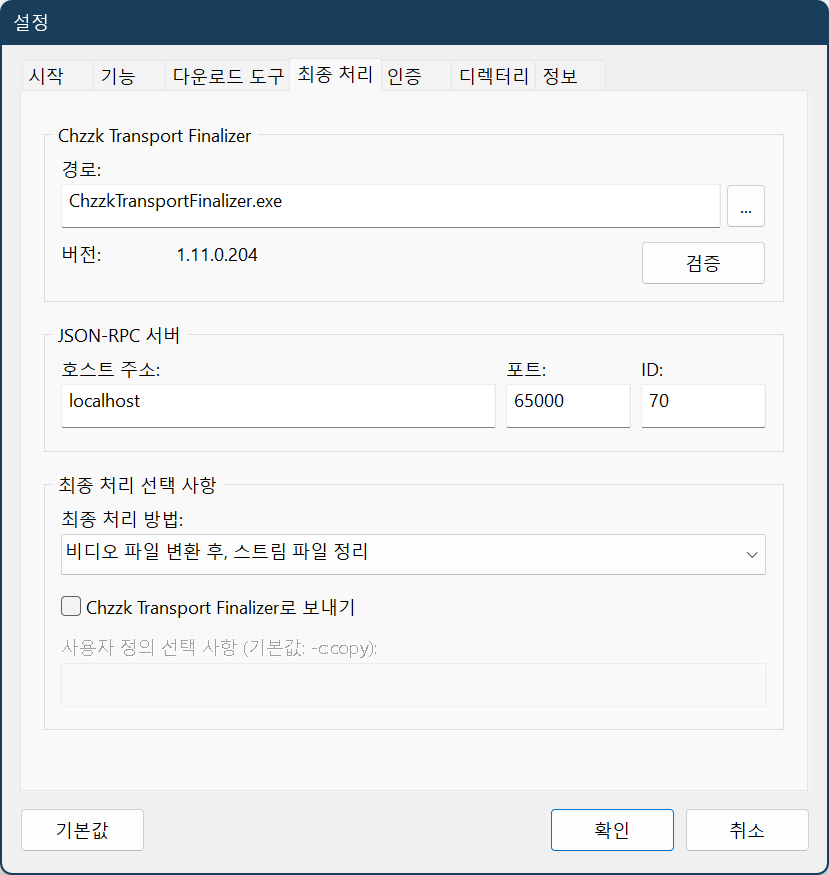 설정
시작 기능 다운로드 도구 최종 처리 인증 디렉터리 정보
Chzzk Transport Finalizer
경로:
ChzzkTransportFinalizer.exe ...
버전: 1.11.0.204
검증
JSON-RPC 서버
호스트 주소: 포트: ID:
localhost 65000 70
최종 처리 선택 사항
최종 처리 방법:
비디오 파일 변환 후, 스트림 파일 정리
Chzzk Transport Finalizer로 보내기
사용자 정의 선택 사항 (기본값: -c:copy):
기본값 확인 취소